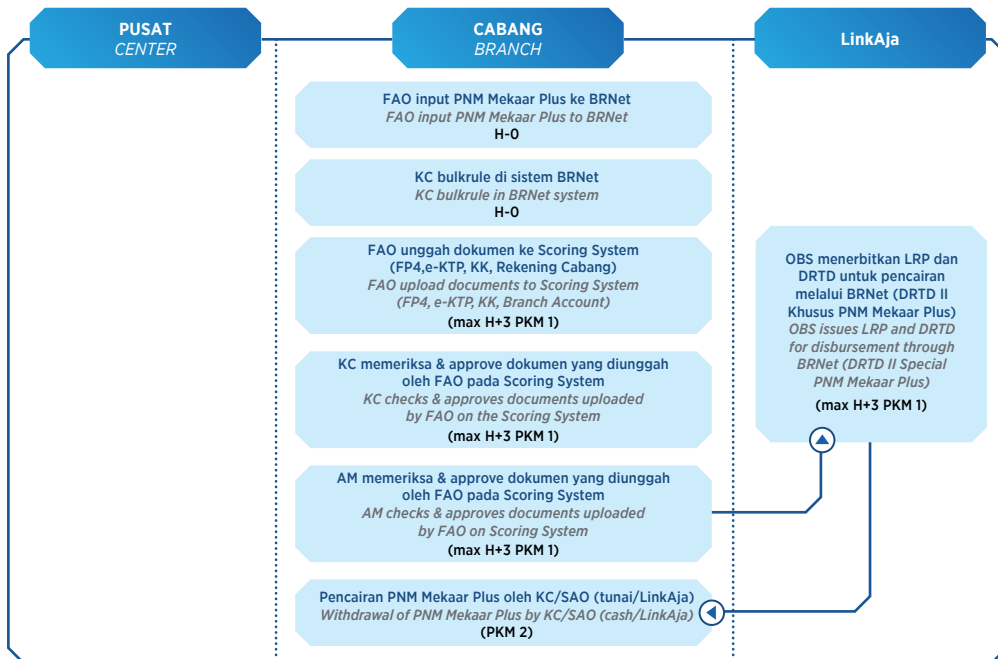 PUSAT
CENTER
CABANG
BRANCH
LinkAja
FAO input PNM Mekaar Plus ke BRNet
FAO input PNM Mekaar Plus to BRNet
H-0
KC bulkrule di sistem BRNet
KC bulkrule in BRNet system
H-0
FAO unggah dokumen ke Scoring System
(FP4,e-KTP, KK, Rekening Cabang)
FAO upload documents to Scoring System
(FP4, e-KTP, KK, Branch Account)
(max H+3 PKM 1)
KC memeriksa & approve dokumen yang diunggah
oleh FAO pada Scoring System
KC checks & approves documents uploaded
by FAO on the Scoring System
(max H+3 PKM 1)
AM memeriksa & approve dokumen yang diunggah
oleh FAO pada Scoring System
AM checks & approves documents uploaded
by FAO on Scoring System
(max H+3 PKM 1)
Pencairan PNM Mekaar Plus oleh KC/SAO (tunai/LinkAja)
Withdrawal of PNM Mekaar Plus by KC/SAO (cash/LinkAja)
(PKM 2)
OBS menerbitkan LRP dan
DRTD untuk pencairan
melalui BRNet (DRTD II
Khusus PNM Mekaar Plus)
OBS issues LRP and DRTD
for disbursement through
BRNet (DRTD II Special
PNM Mekaar Plus)
(max H+3 PKM 1)